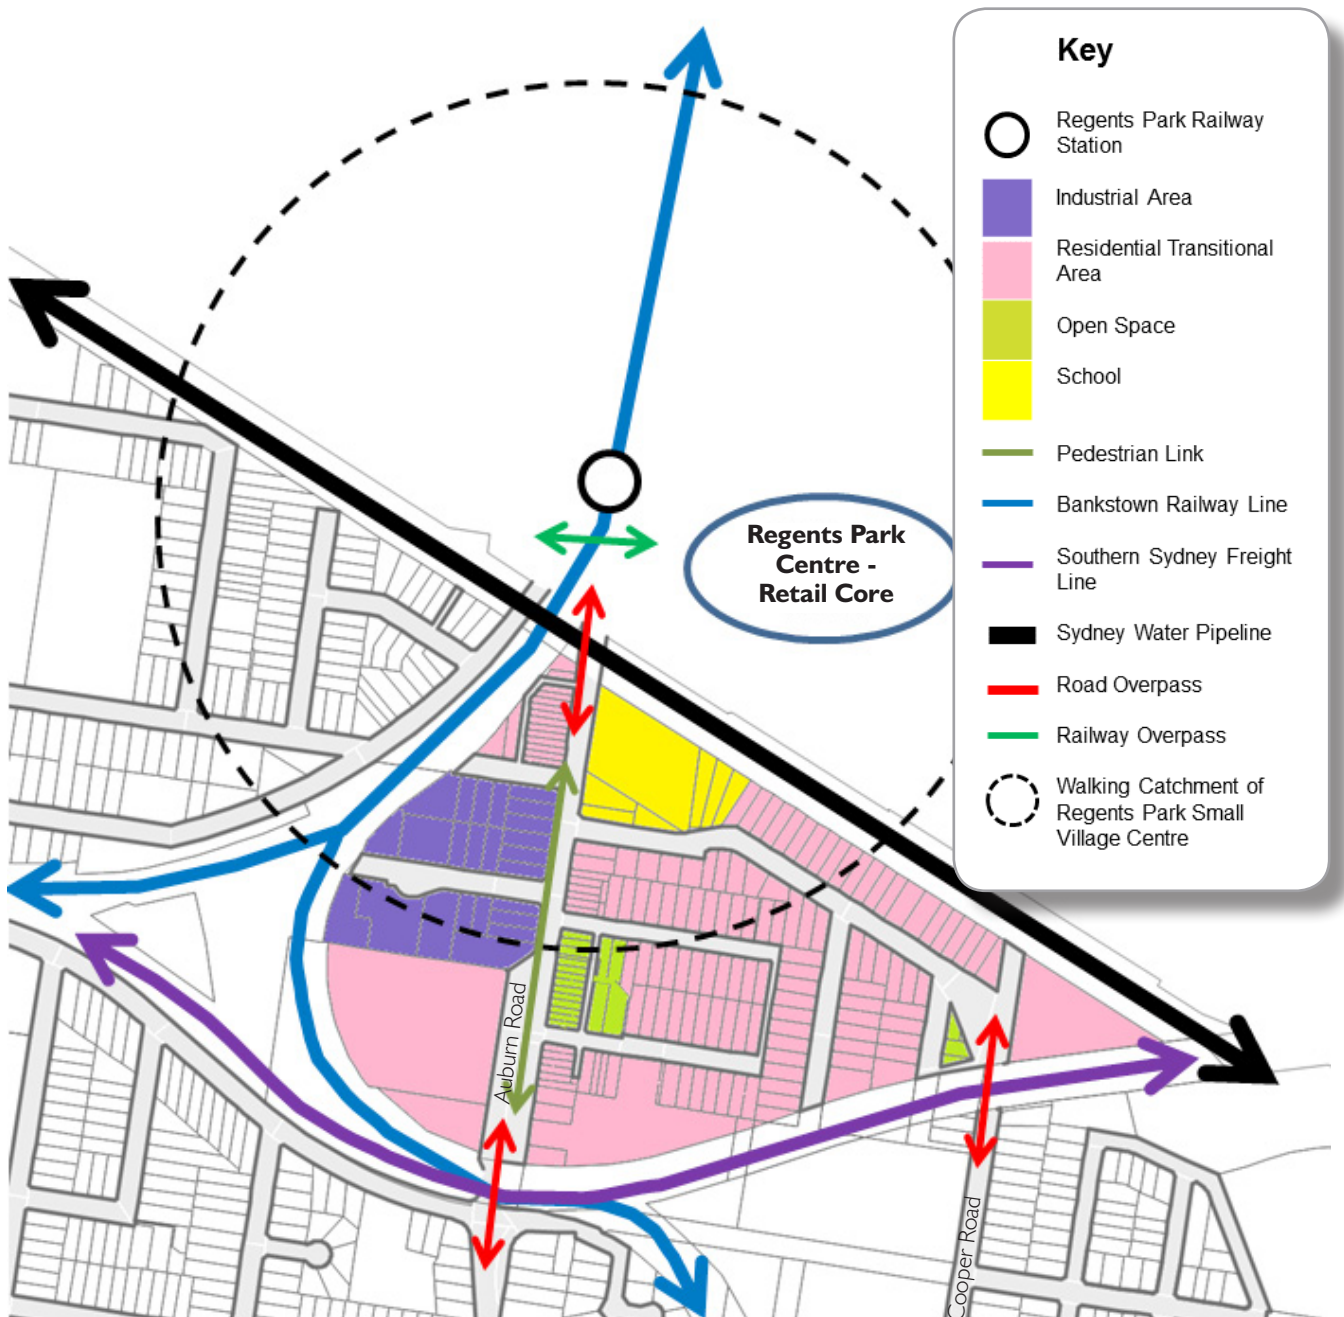 Key
Regents Park Railway
Station
Industrial Area
Residential Transitional
Area
Open Space
School
Pedestrian Link
Bankstown Railway Line
Southern Sydney Freight
Line
Sydney Water Pipeline
Road Overpass
Railway Overpass
Walking Catchment of
Regents Park Small
Village Centre
Regents Park
Centre -
Retail Core
Auburn Road
Cooper Road